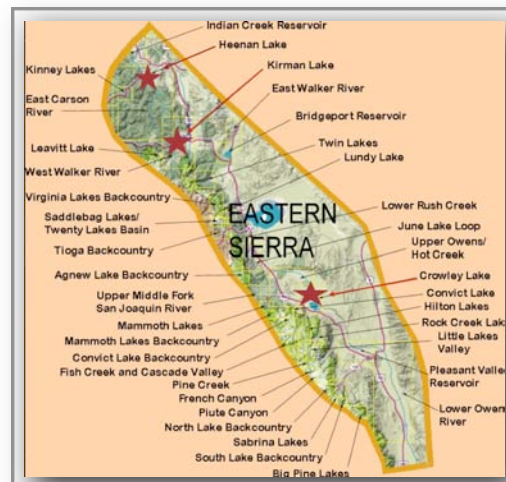 Indian Creek Reservoir
Heenan Lake
Kinney Lakes
Kirman Lake
East Carson
River
East Walker River
Bridgeport Reservoir
Leavitt Lake
Twin Lakes
West Walker River
Lundy Lake
Virginia Lakes Backcountry
Lower Rush Creek
Saddlebag Lakes/
Twenty Lakes Basin
EASTERN
SIERRA
June Lake Loop
Tioga Backcountry
Upper Owens/
Hot Creek
Agnew Lake Backcountry
Crowley Lake
Upper Middle Fork
San Joaquin River
Convict Lake
Hilton Lakes
Mammoth Lakes
Rock Creek Lak
Mammoth Lakes Backcountry
Little Lakes
Valley
Convict Lake Backcountry
Fish Creek and Cascade Valley
Pleasant Valle
Reservoir
Pine Creek
French Canyon
Piute Canyon
Lower Owen
River
North Lake Backcountry
Sabrina Lakes
South Lake Backcountry
Big Pine Lakes